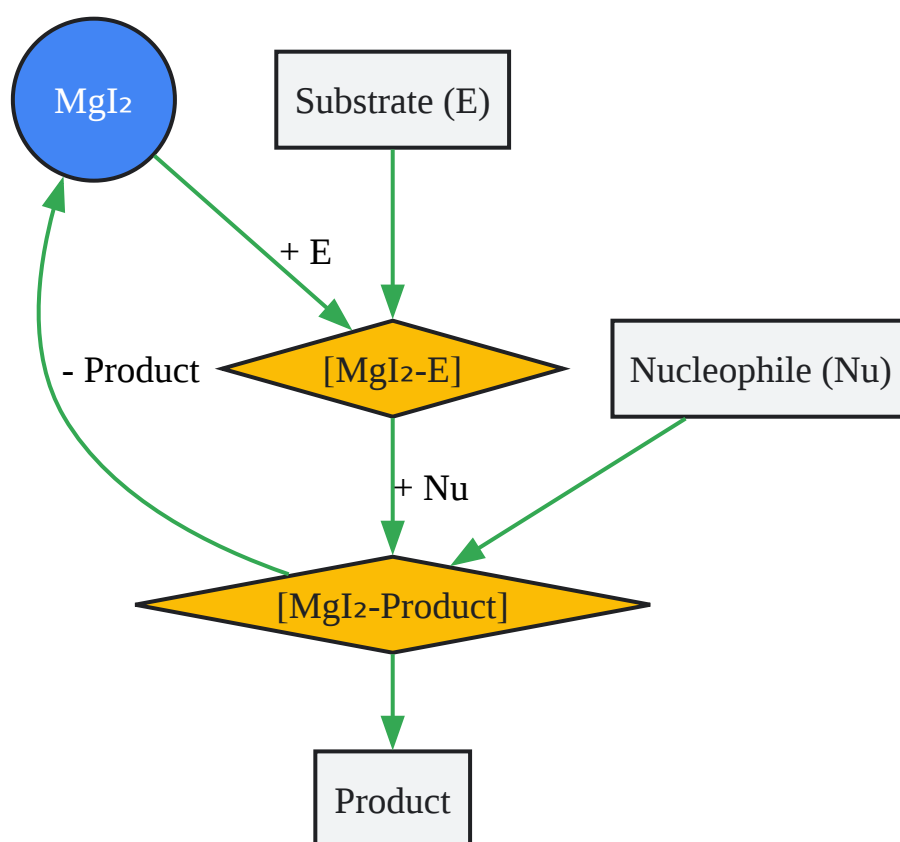 MgI₂
Substrate (E)
+ E
[MgI₂-E]
Nucleophile (Nu)
- Product
+ Nu
[MgI₂-Product]
Product